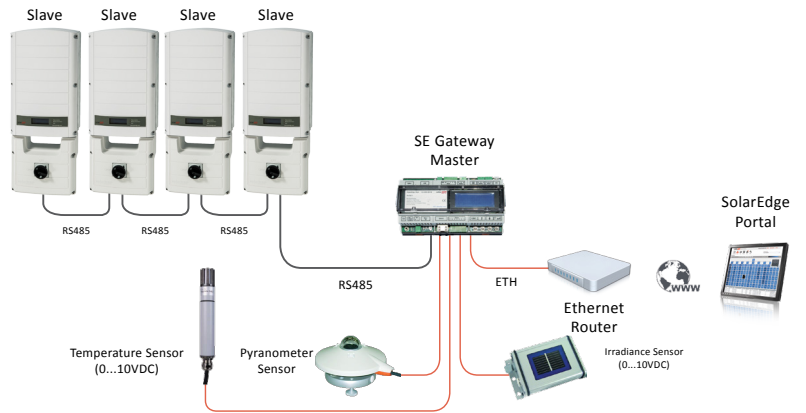 Slave
Slave
Slave
Slave
SE Gateway
Master
SolarEdge
Portal
RS485
RS485
RS485
RS485
ETH
www
Ethernet
Router
Temperature Sensor
(0...10VDC)
Pyranometer
Sensor
Irradiance Sensor
(0...10VDC)